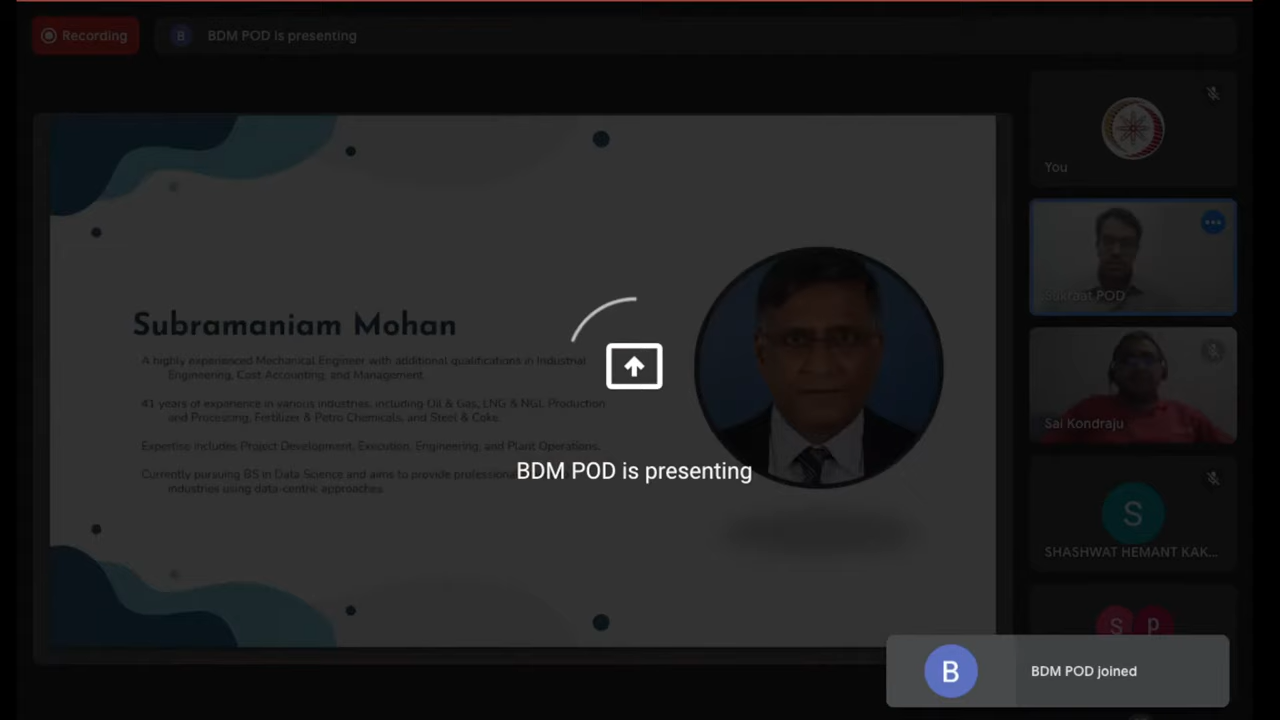 Recording
B BDM POD is presenting
You
Sukraat POD
Sai Kondraju
S
SHASHWAT HEMANT KAK...
S P
Subramaniam Mohan
A highly experienced Mechanical Engineer with additional qualifications in Industrial
Engineering, Cost Accounting, and Management.
41 years of experience in various industries, including Oil & Gas, LNG & NGL Production
and Processing, Fertilizer & Petro Chemicals, and Steel & Coke.
Expertise includes Project Development, Execution, Engineering, and Plant Operations.
Currently pursuing BS in Data Science and aims to provide professional
industries using data-centric approaches.
BDM POD is presenting
B BDM POD joined